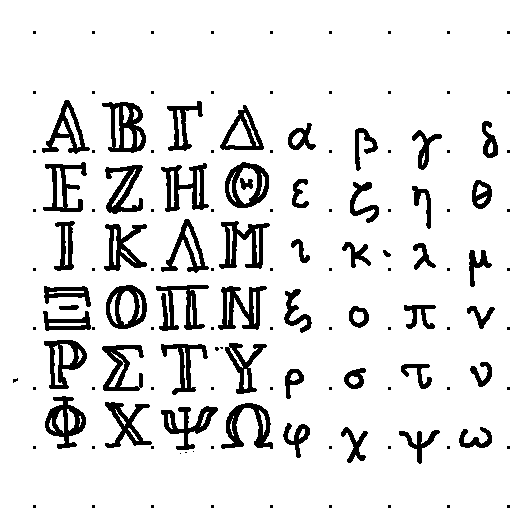 Α Β Γ Δ α β γ δ
Ε Ζ Η Θ ε ζ η θ
Ι Κ Λ Μ ι κ λ μ
Ξ Ο Π Ν ξ ο π ν
Ρ Σ Τ Υ ρ σ τ υ
Φ Χ Ψ Ω φ χ ψ ω